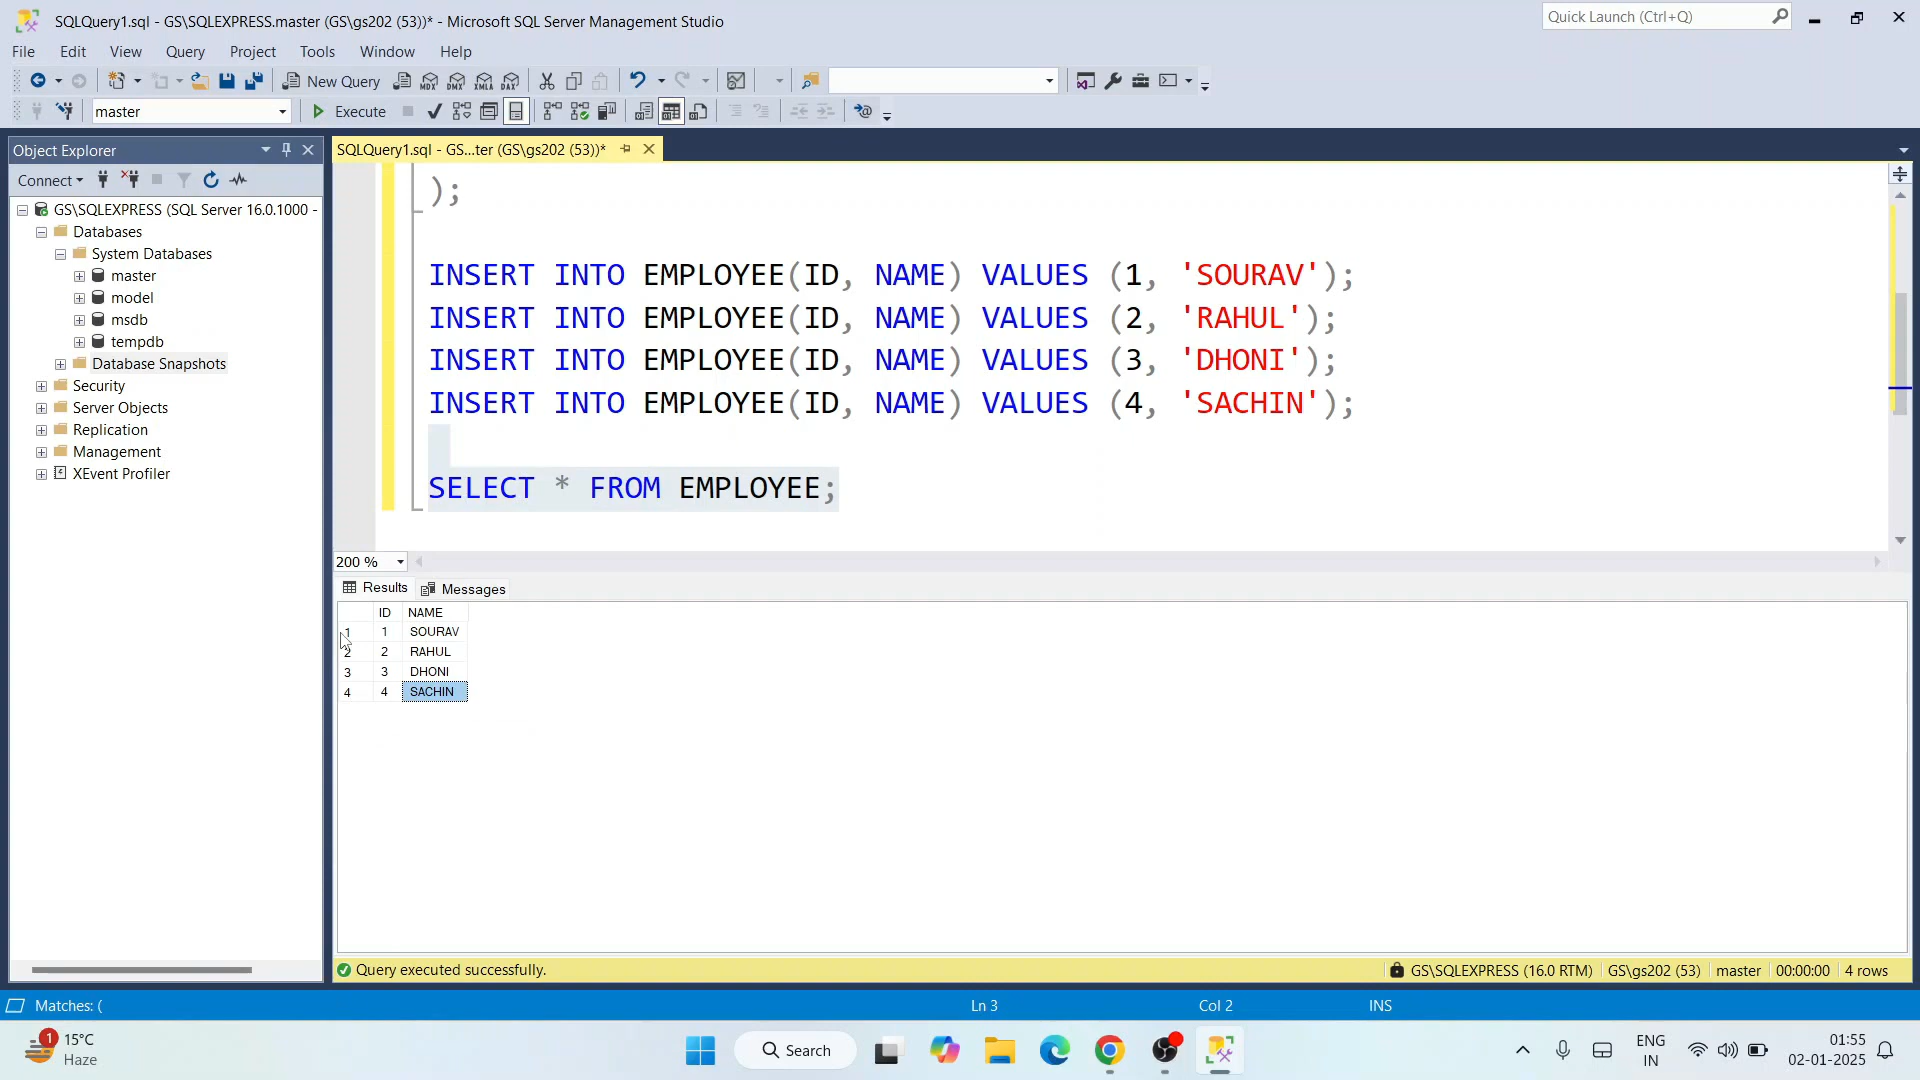 SQLQuery1.sql - GS\SQLEXPRESS.master (GS\gs202 (53))* - Microsoft SQL Server Management Studio
Quick Launch (Ctrl+Q)
File Edit View Query Project Tools Window Help
New Query MDX DMX XMLA DAX
master Execute
Object Explorer
SQLQuery1.sql - GS...ter (GS\gs202 (53))*
Connect
GS\SQLEXPRESS (SQL Server 16.0.1000 -
Databases
System Databases
master
model
msdb
tempdb
Database Snapshots
Security
Server Objects
Replication
Management
XEvent Profiler
);
INSERT INTO EMPLOYEE(ID, NAME) VALUES (1, 'SOURAV');
INSERT INTO EMPLOYEE(ID, NAME) VALUES (2, 'RAHUL');
INSERT INTO EMPLOYEE(ID, NAME) VALUES (3, 'DHONI');
INSERT INTO EMPLOYEE(ID, NAME) VALUES (4, 'SACHIN');
SELECT * FROM EMPLOYEE;
200 %
Results Messages
ID NAME
1 1 SOURAV
2 2 RAHUL
3 3 DHONI
4 4 SACHIN
Query executed successfully.
GS\SQLEXPRESS (16.0 RTM) GS\gs202 (53) master 00:00:00 4 rows
Matches: ( Ln 3 Col 2 INS
1
15°C
Haze
Search
ENG
IN
01:55
02-01-2025